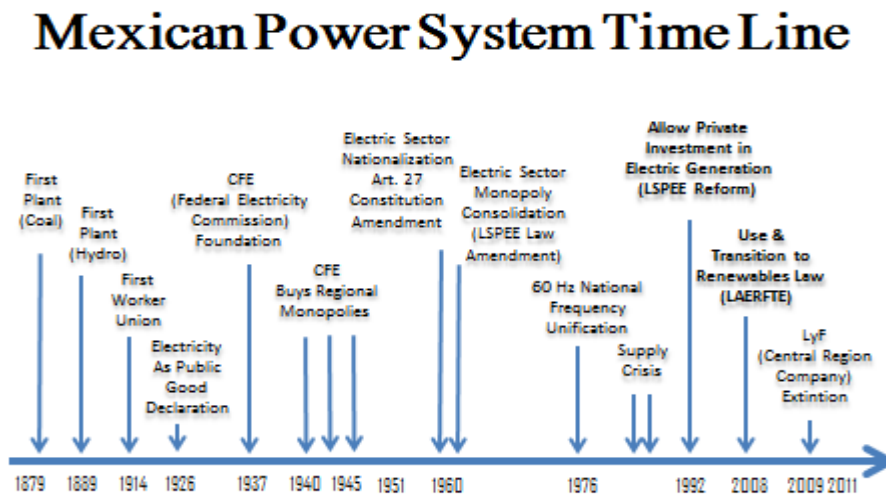 Mexican Power System Time Line
First
Plant
(Coal)
First
Plant
(Hydro)
First
Worker
Union
Electricity
As Public
Good
Declaration
CFE
(Federal Electricity
Commission)
Foundation
CFE
Buys Regional
Monopolies
Electric Sector
Nationalization
Art. 27
Constitution
Amendment
Electric Sector
Monopoly
Consolidation
(LSPEE Law
Amendment)
60 Hz National
Frequency
Unification
Supply
Crisis
Allow Private
Investment in
Electric Generation
(LSPEE Reform)
Use &
Transition to
Renewables Law
(LAERFTE)
LyF
(Central Region
Company)
Extintion
1879 1889 1914 1926 1937 1940 1945 1951 1960 1976 1992 2008 2009 2011